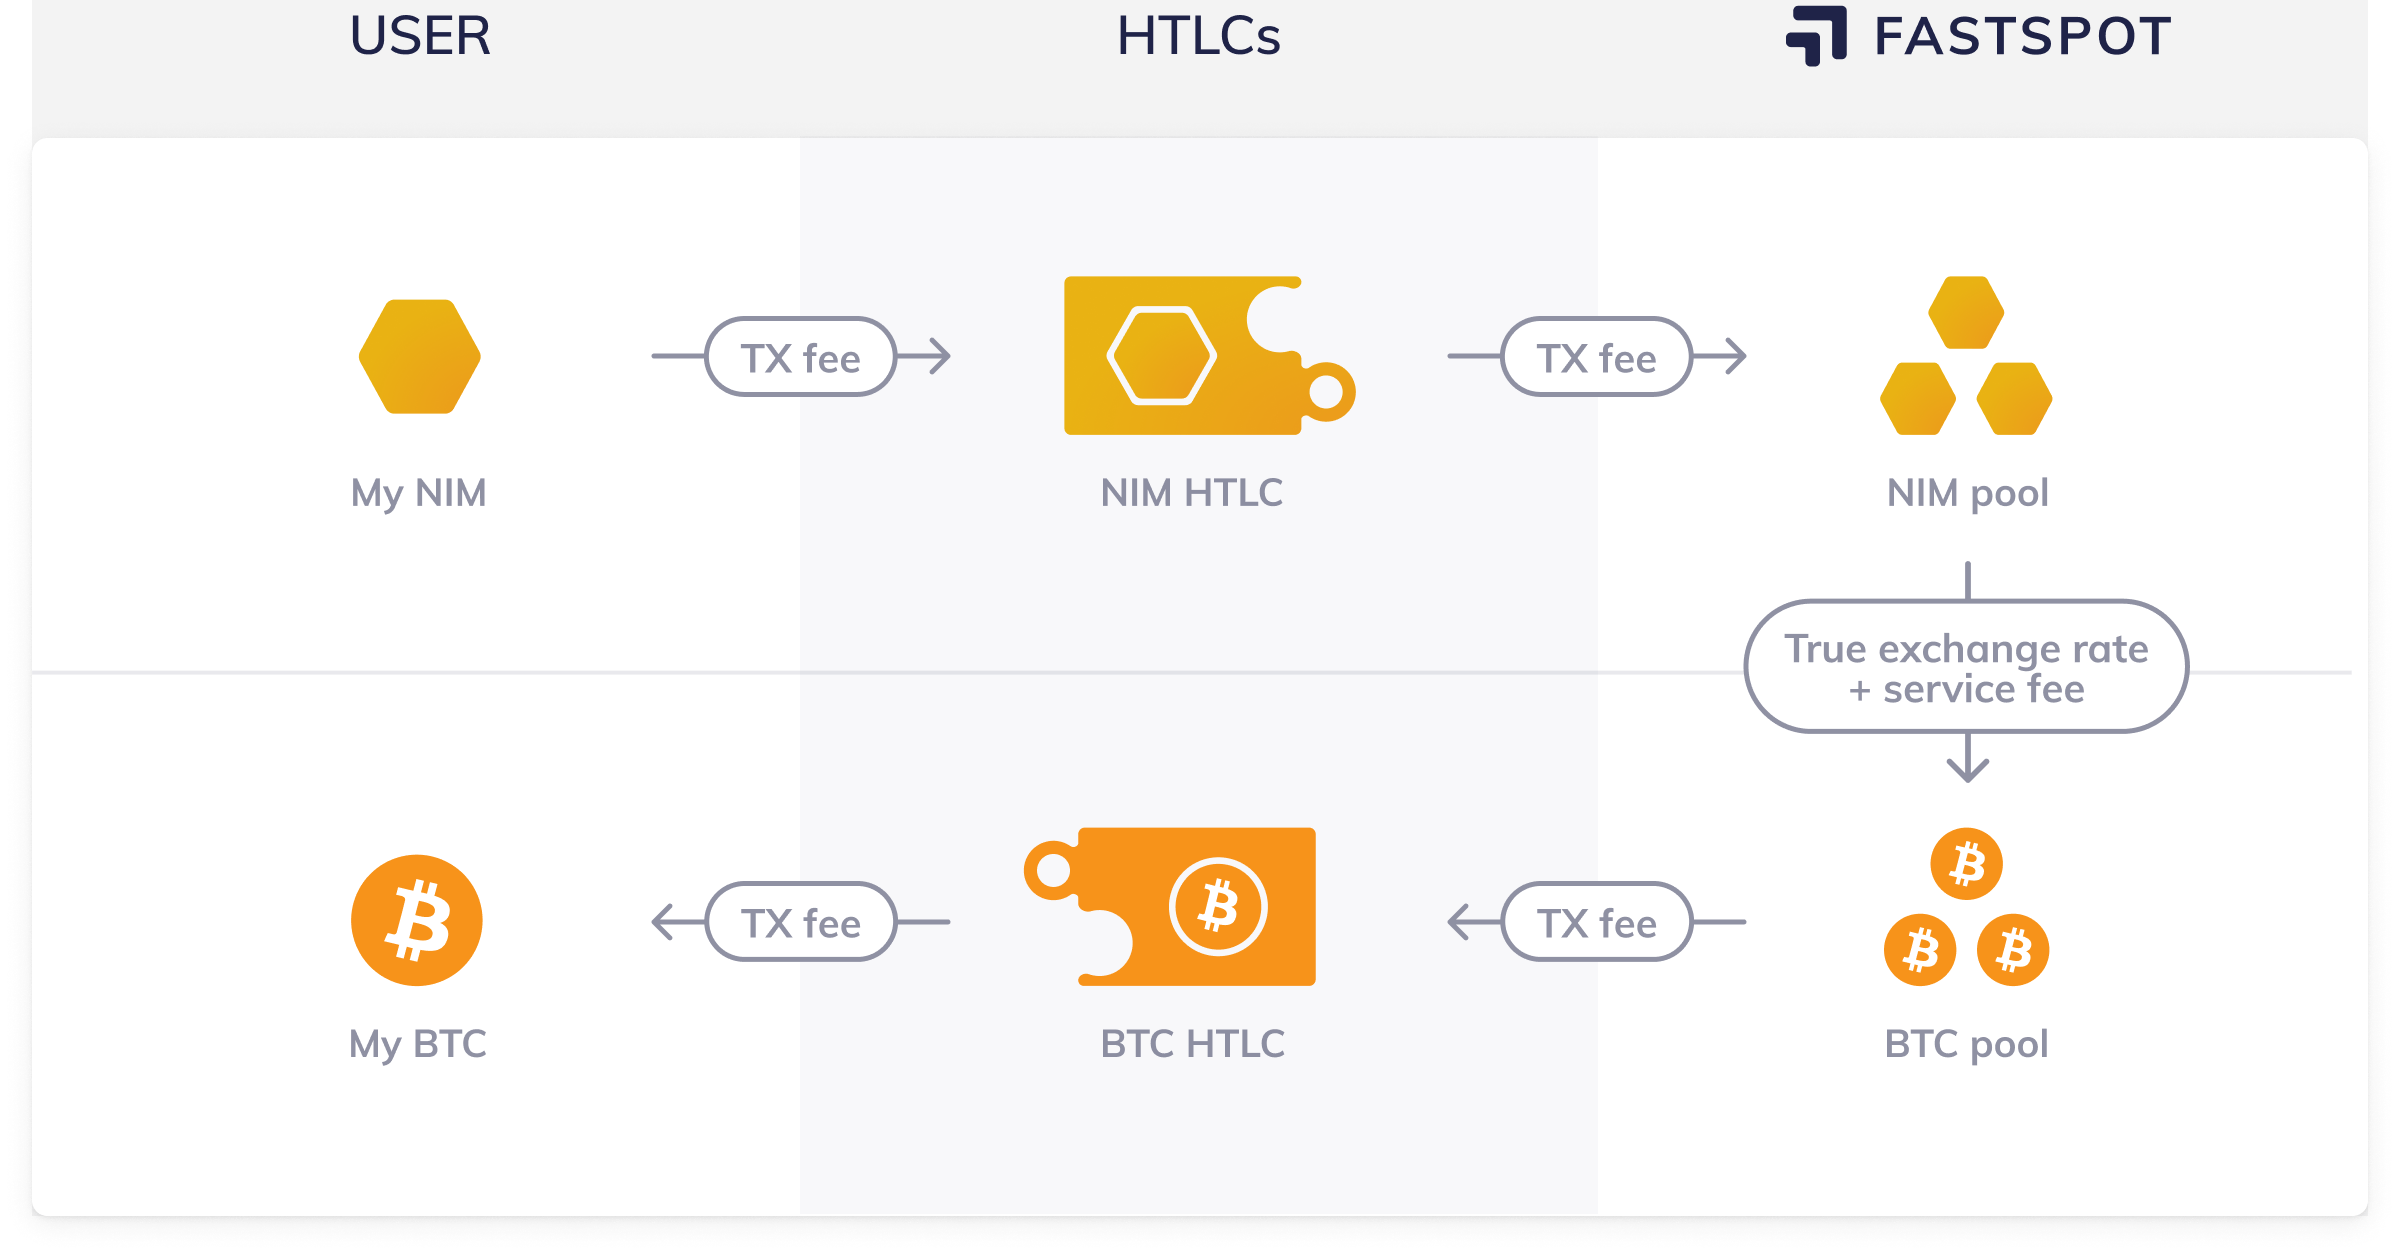 USER
HTLCs
FASTSPOT
TX fee
TX fee
My NIM
NIM HTLC
NIM pool
True exchange rate
+ service fee
TX fee
TX fee
My BTC
BTC HTLC
BTC pool